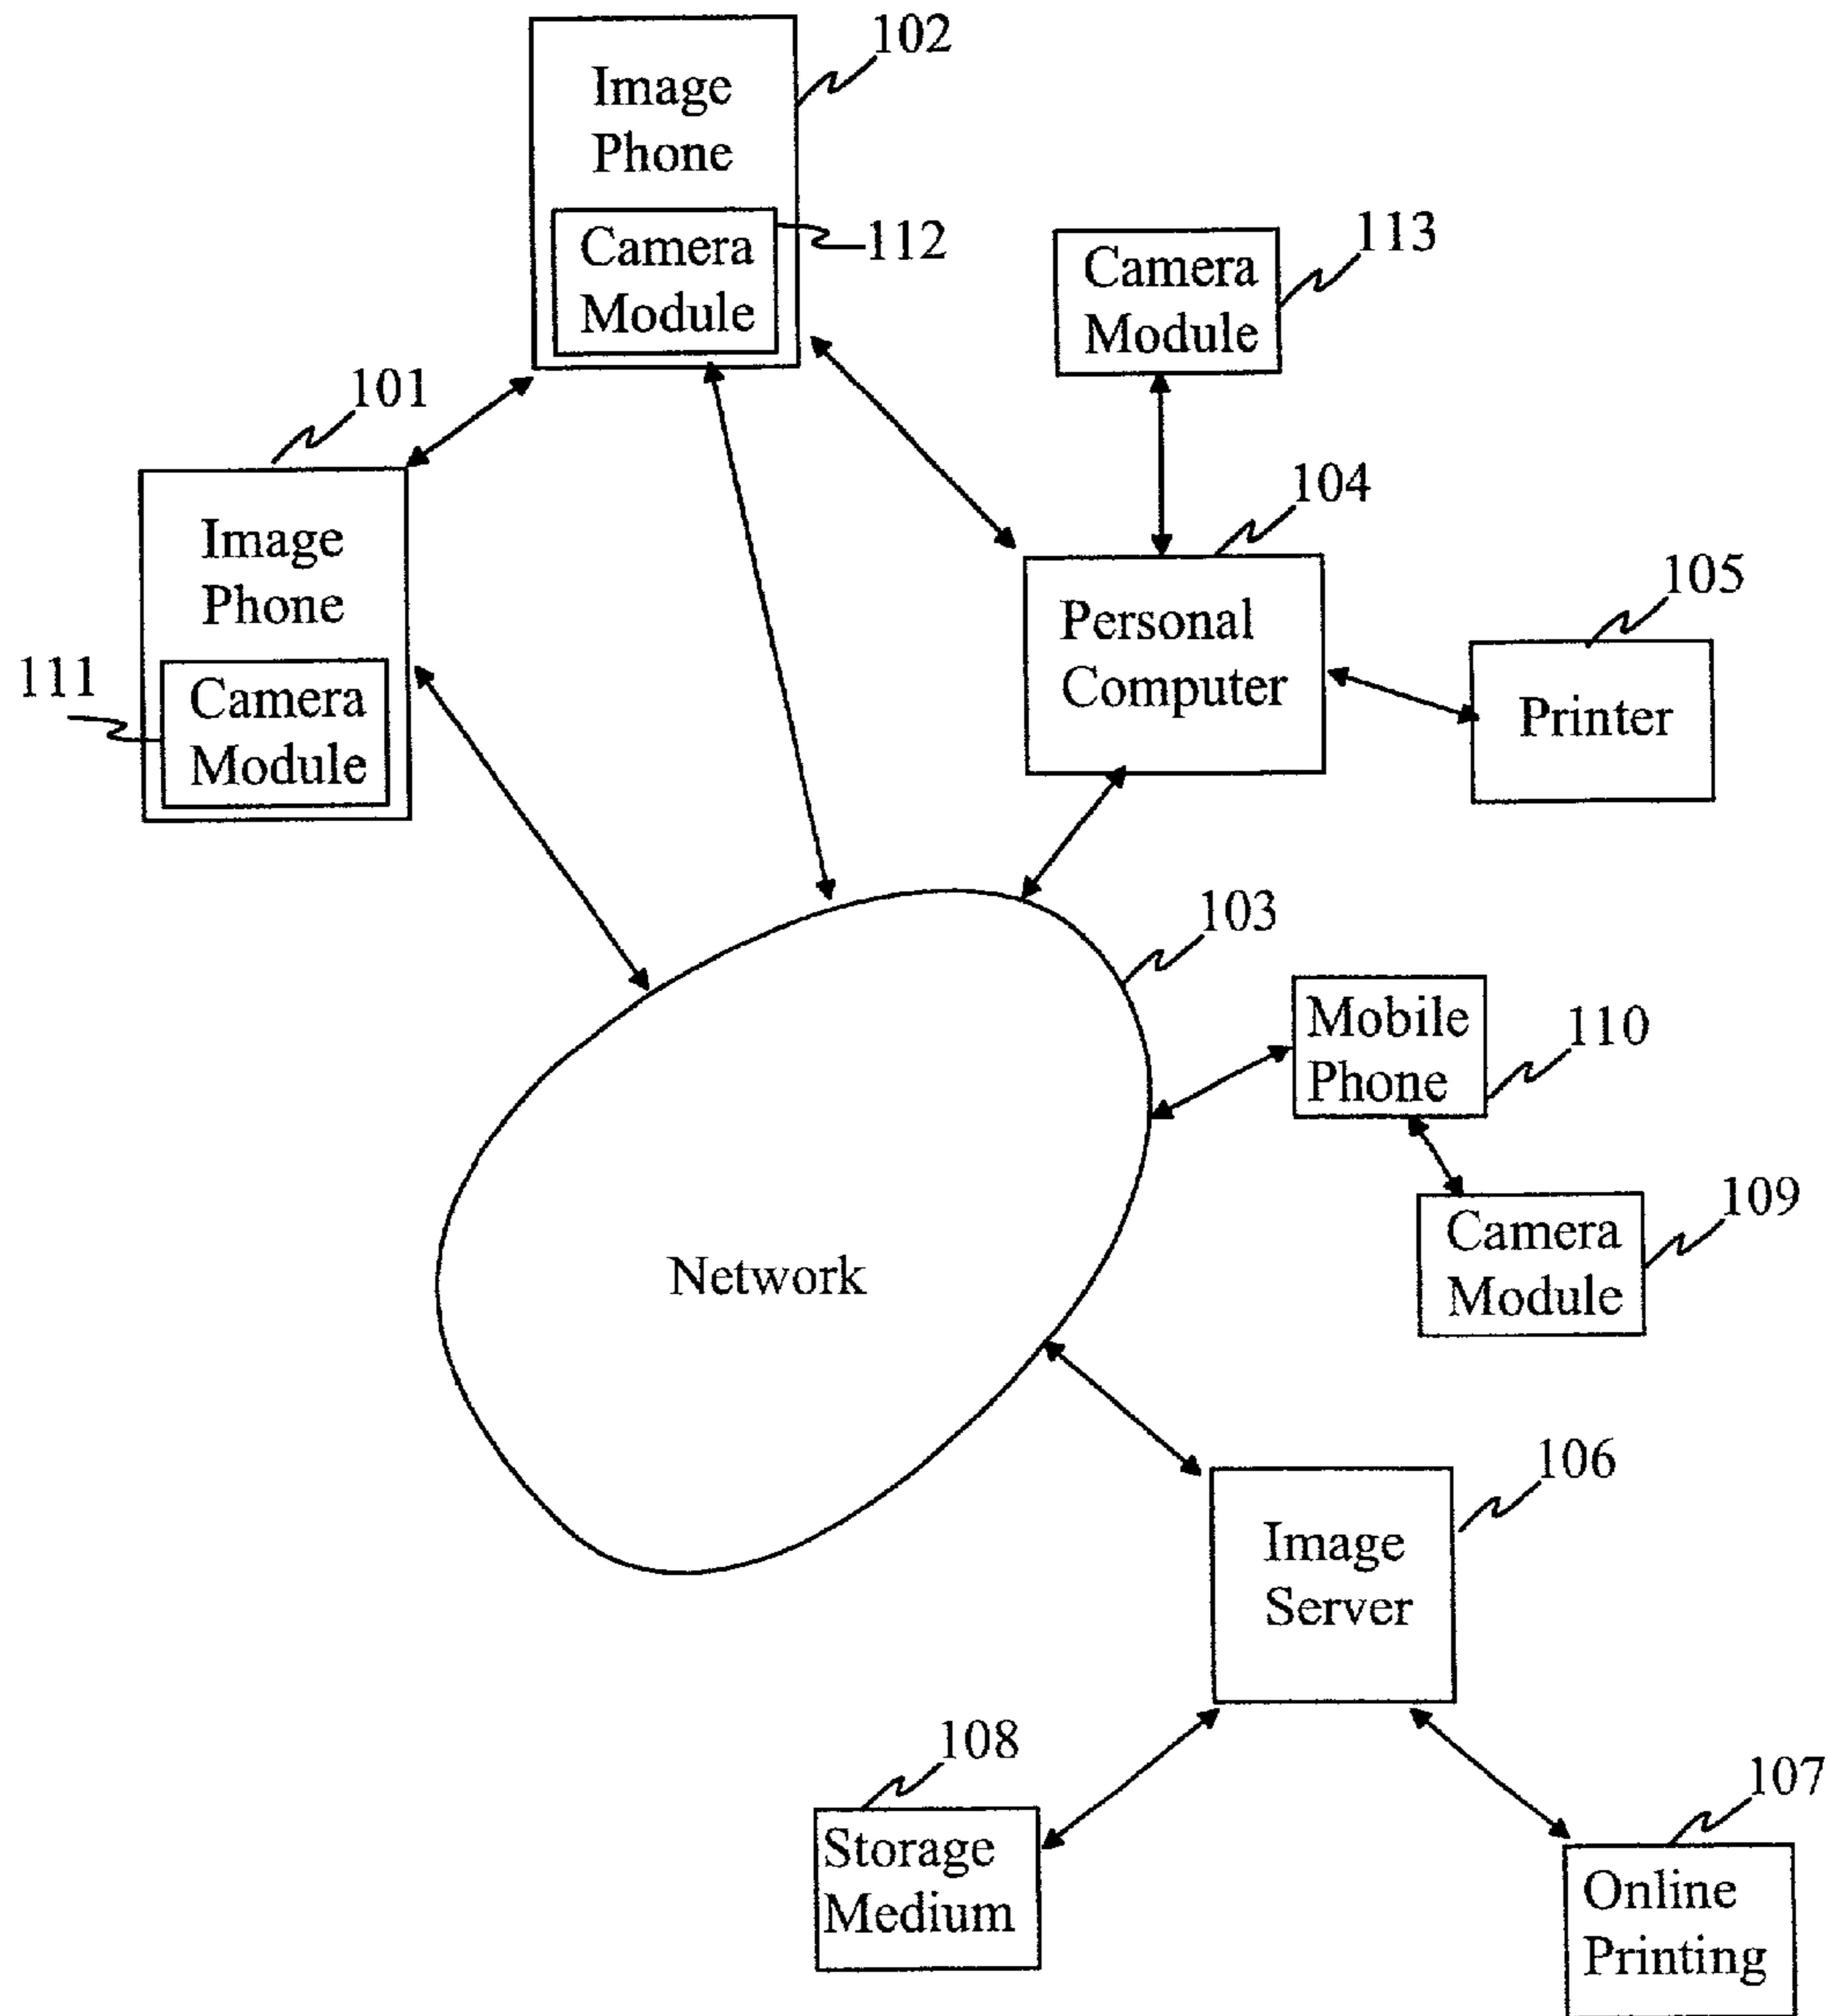 102
Image
Phone
Camera
Module
112
113
Camera
Module
101
Image
Phone
111
Camera
Module
104
Personal
Computer
105
Printer
103
Network
Mobile
Phone
110
109
Camera
Module
106
Image
Server
108
Storage
Medium
107
Online
Printing